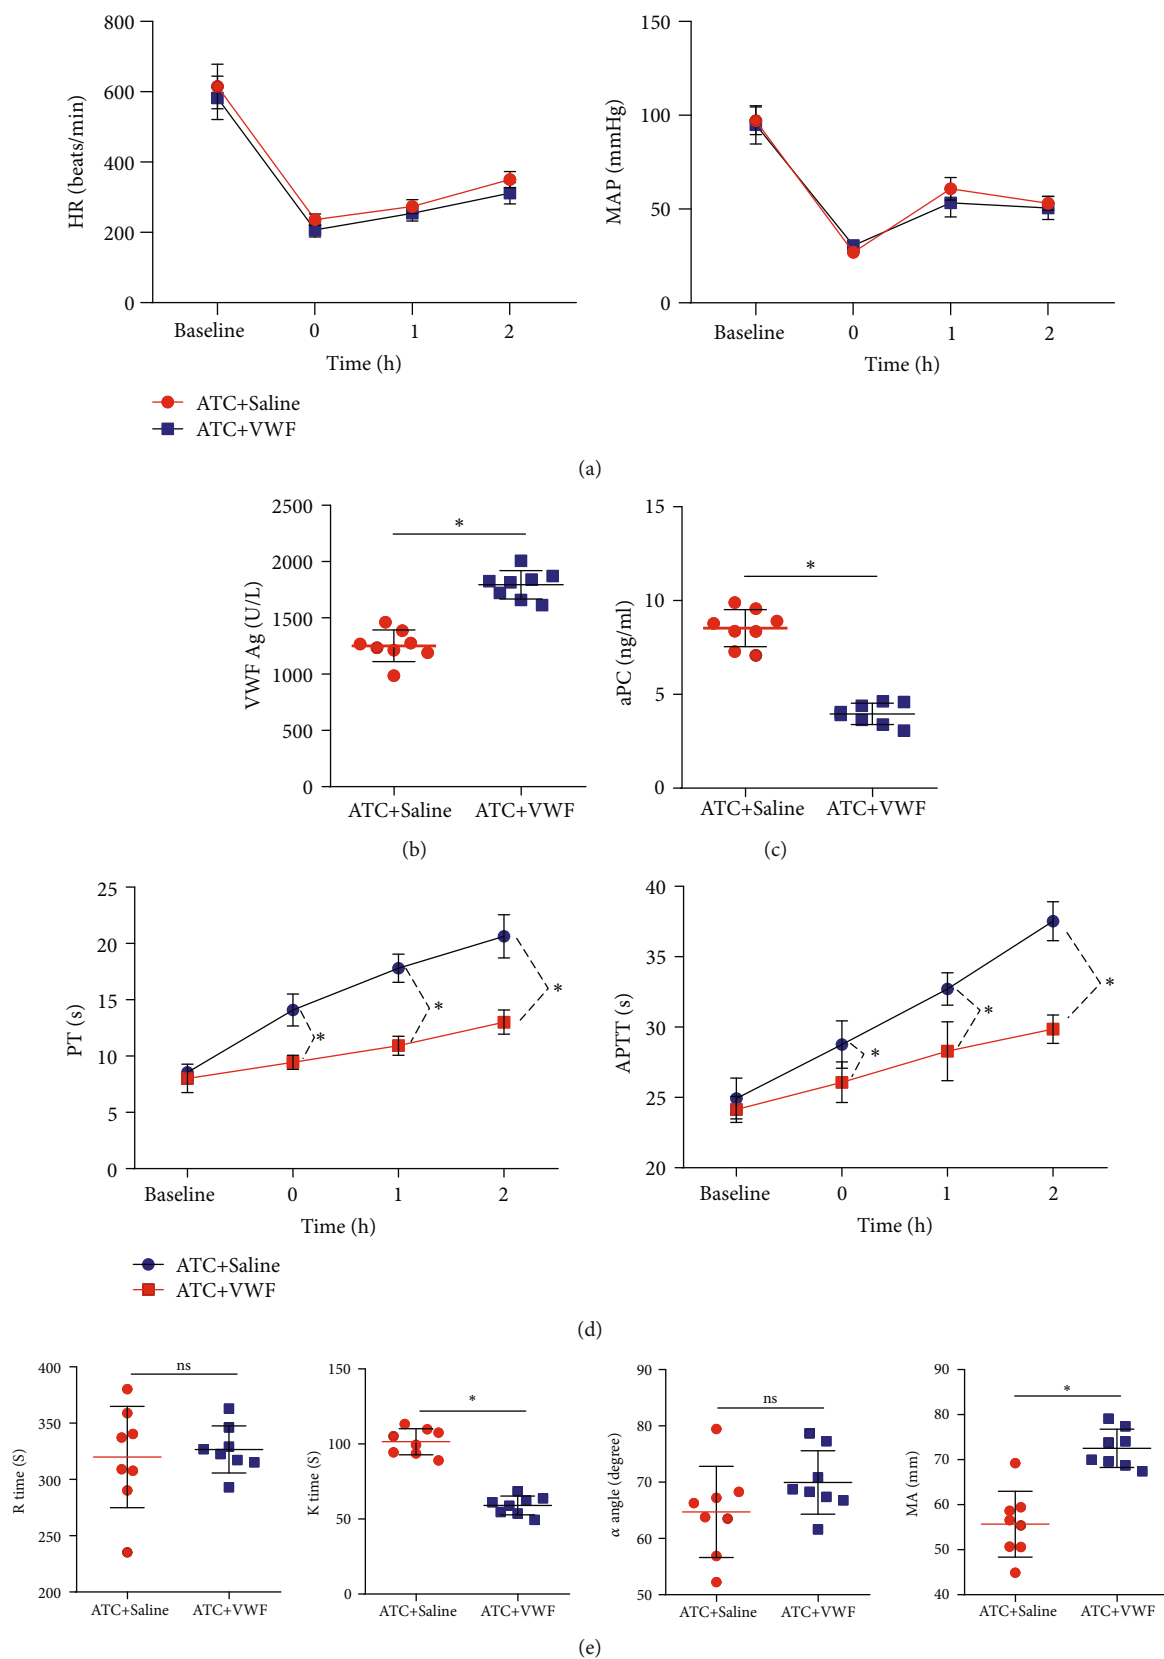 800
600
400
200
0
HR (beats/min)
Baseline 0 1 2
Time (h)
150
100
50
0
MAP (mmHg)
Baseline 0 1 2
Time (h)
ATC+Saline
ATC+VWF
(a)
2500
2000
1500
1000
500
0
VWF Ag (U/L)
*
ATC+Saline ATC+VWF
(b)
15
10
5
0
aPC (ng/ml)
*
ATC+Saline ATC+VWF
(c)
25
20
15
10
5
0
PT (s)
* * *
Baseline 0 1 2
Time (h)
40
35
30
25
20
APTT (s)
* * *
Baseline 0 1 2
Time (h)
ATC+Saline
ATC+VWF
(d)
400
350
300
250
200
R time (S)
ns
ATC+Saline ATC+VWF
150
100
50
0
K time (S)
*
ATC+Saline ATC+VWF
90
80
70
60
50
α angle (degree)
ns
ATC+Saline ATC+VWF
90
80
70
60
50
40
MA (mm)
*
ATC+Saline ATC+VWF
(e)